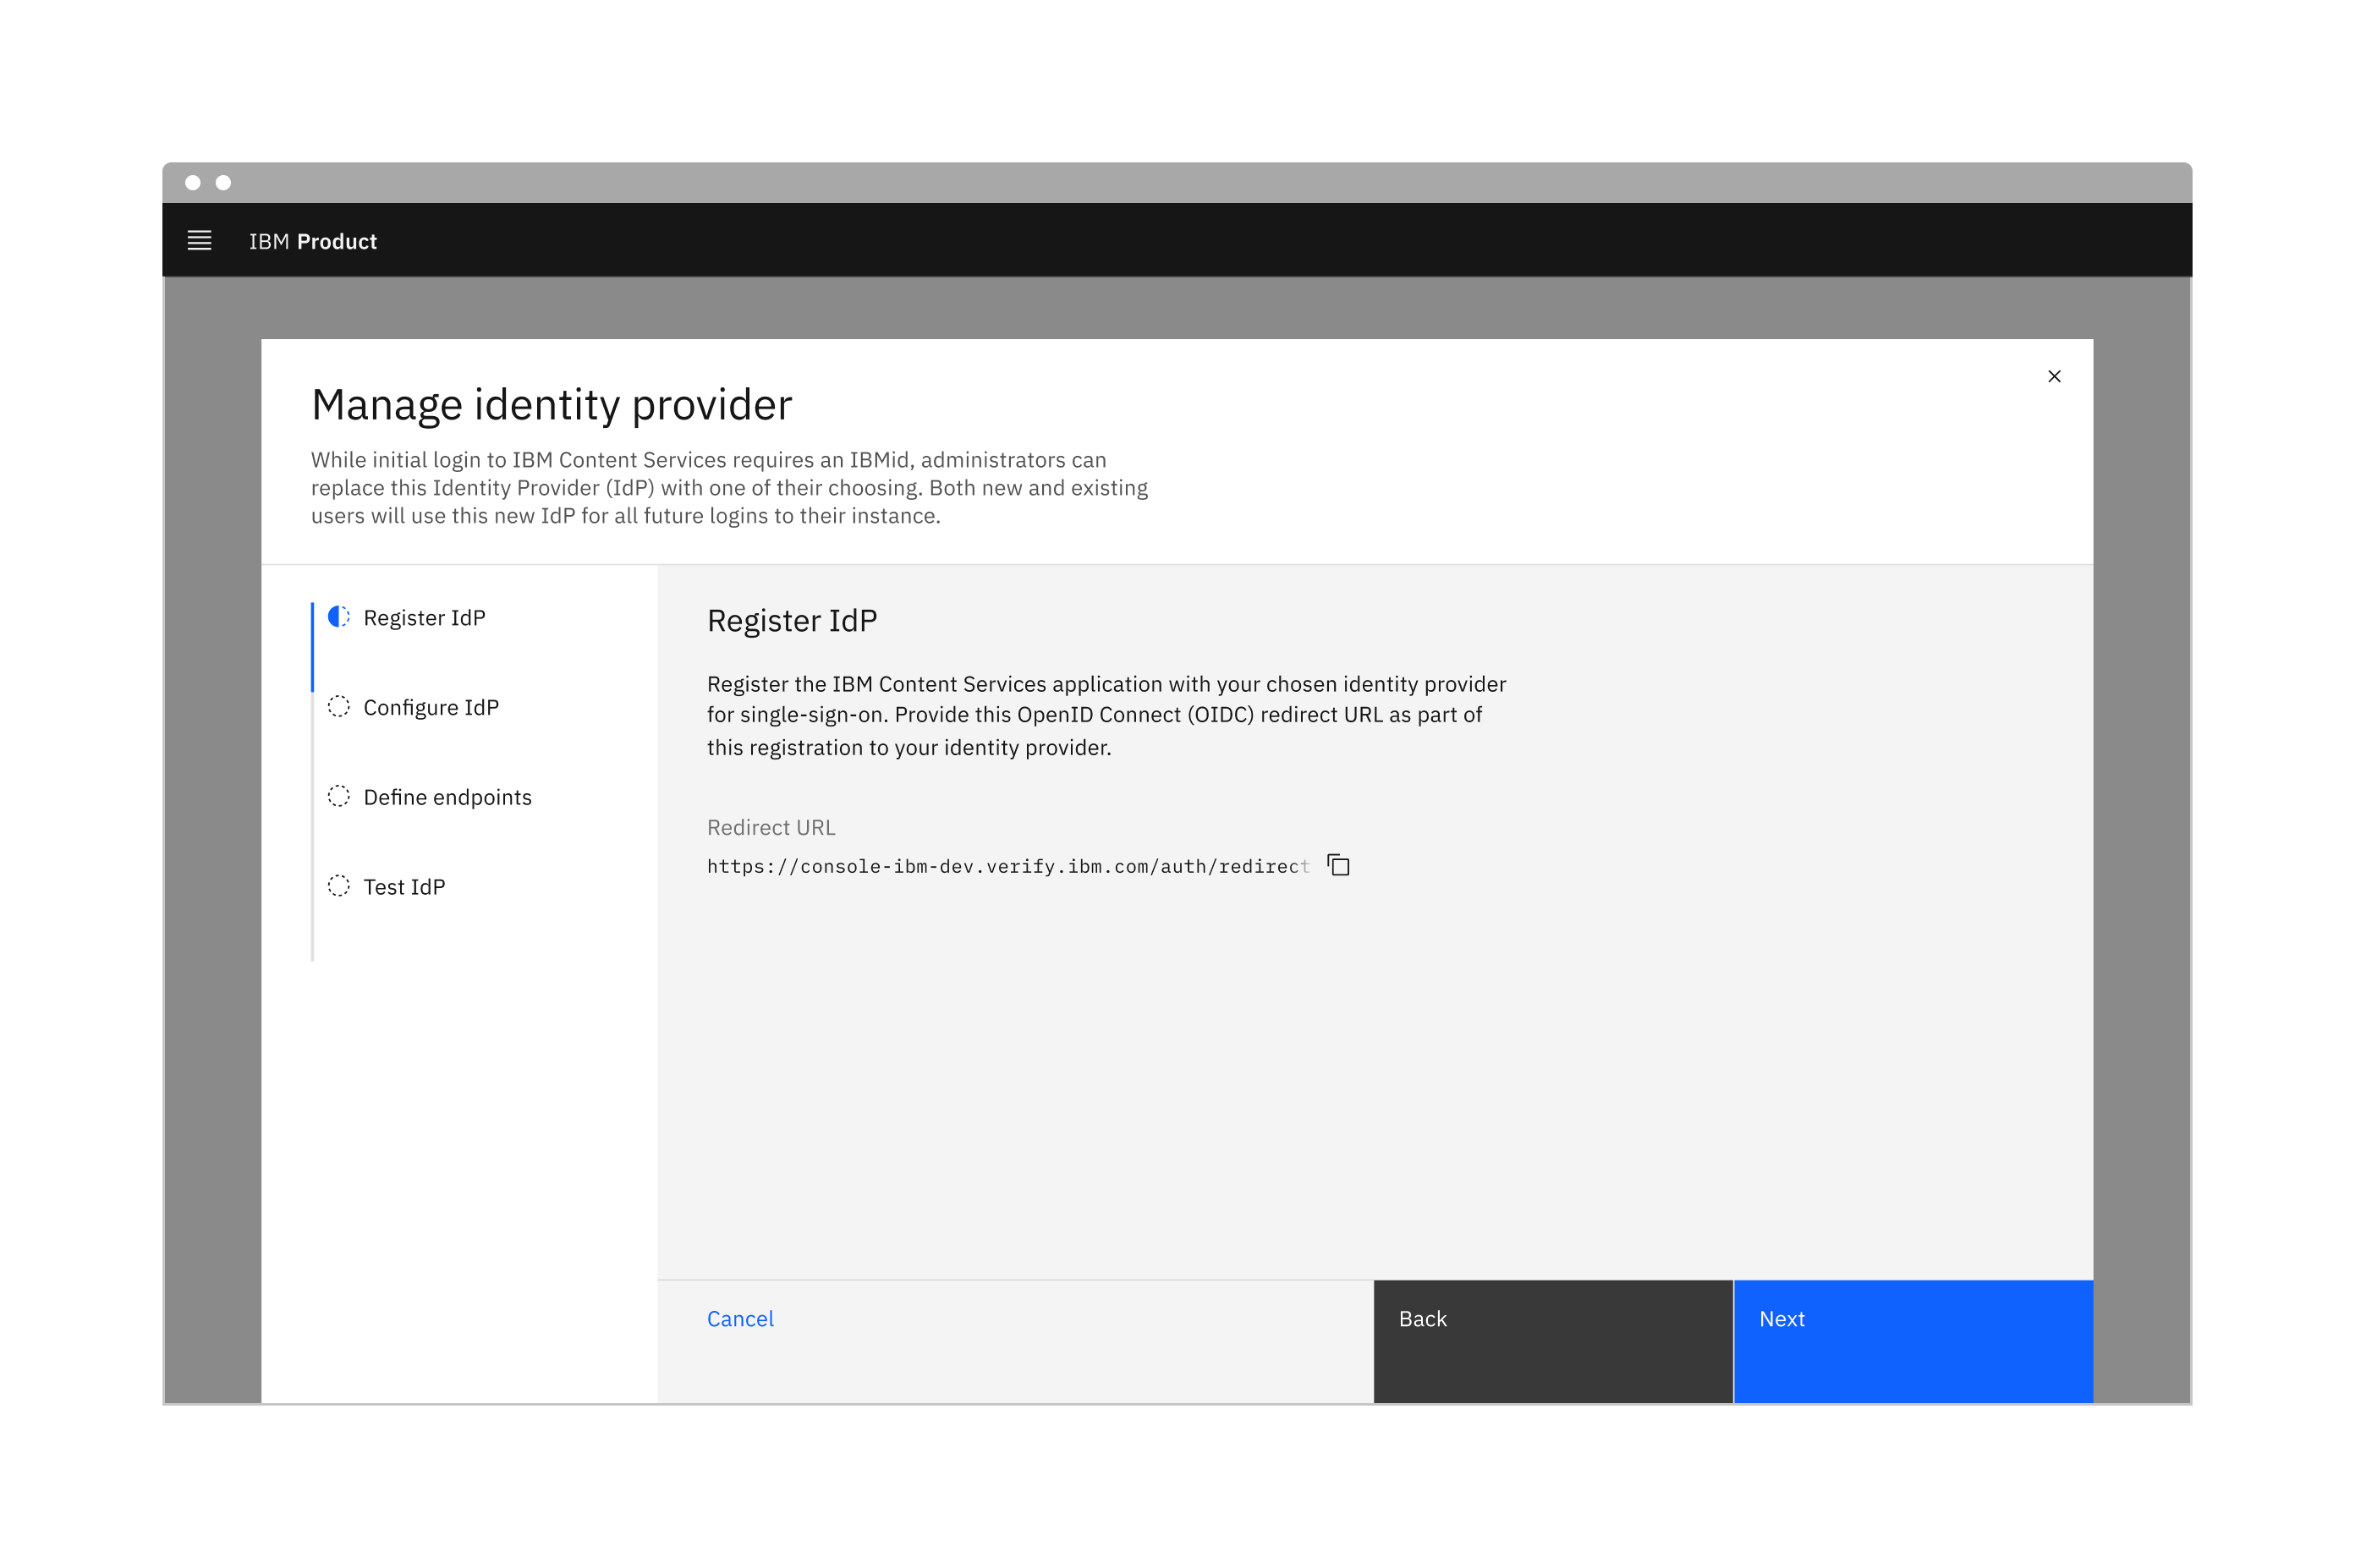 IBM Product
Manage identity provider
While initial login to IBM Content Services requires an IBMid, administrators can
replace this Identity Provider (IdP) with one of their choosing. Both new and existing
users will use this new IdP for all future logins to their instance.
Register IdP
Configure IdP
Define endpoints
Test IdP
Register IdP
Register the IBM Content Services application with your chosen identity provider
for single-sign-on. Provide this OpenID Connect (OIDC) redirect URL as part of
this registration to your identity provider.
Redirect URL
https://console-ibm-dev.verify.ibm.com/auth/redirect
Cancel
Back
Next